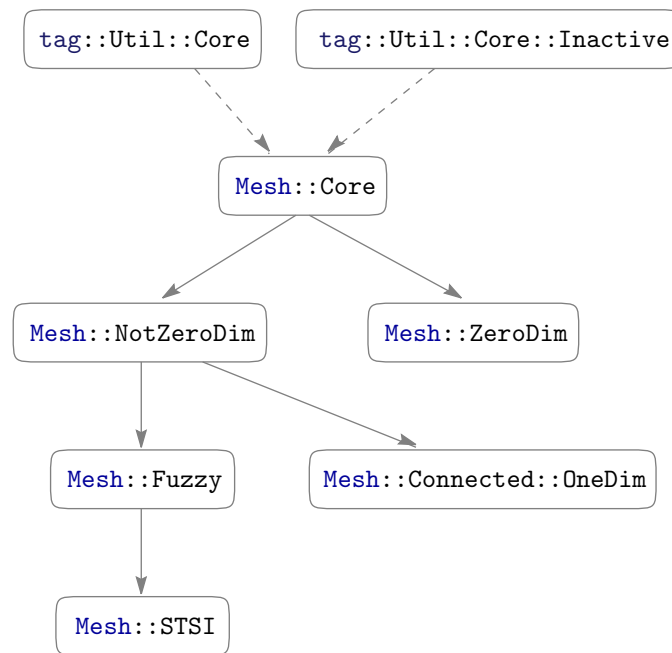 tag::Util::Core
tag::Util::Core::Inactive
Mesh::Core
Mesh::NotZeroDim
Mesh::ZeroDim
Mesh::Fuzzy
Mesh::Connected::OneDim
Mesh::STSI